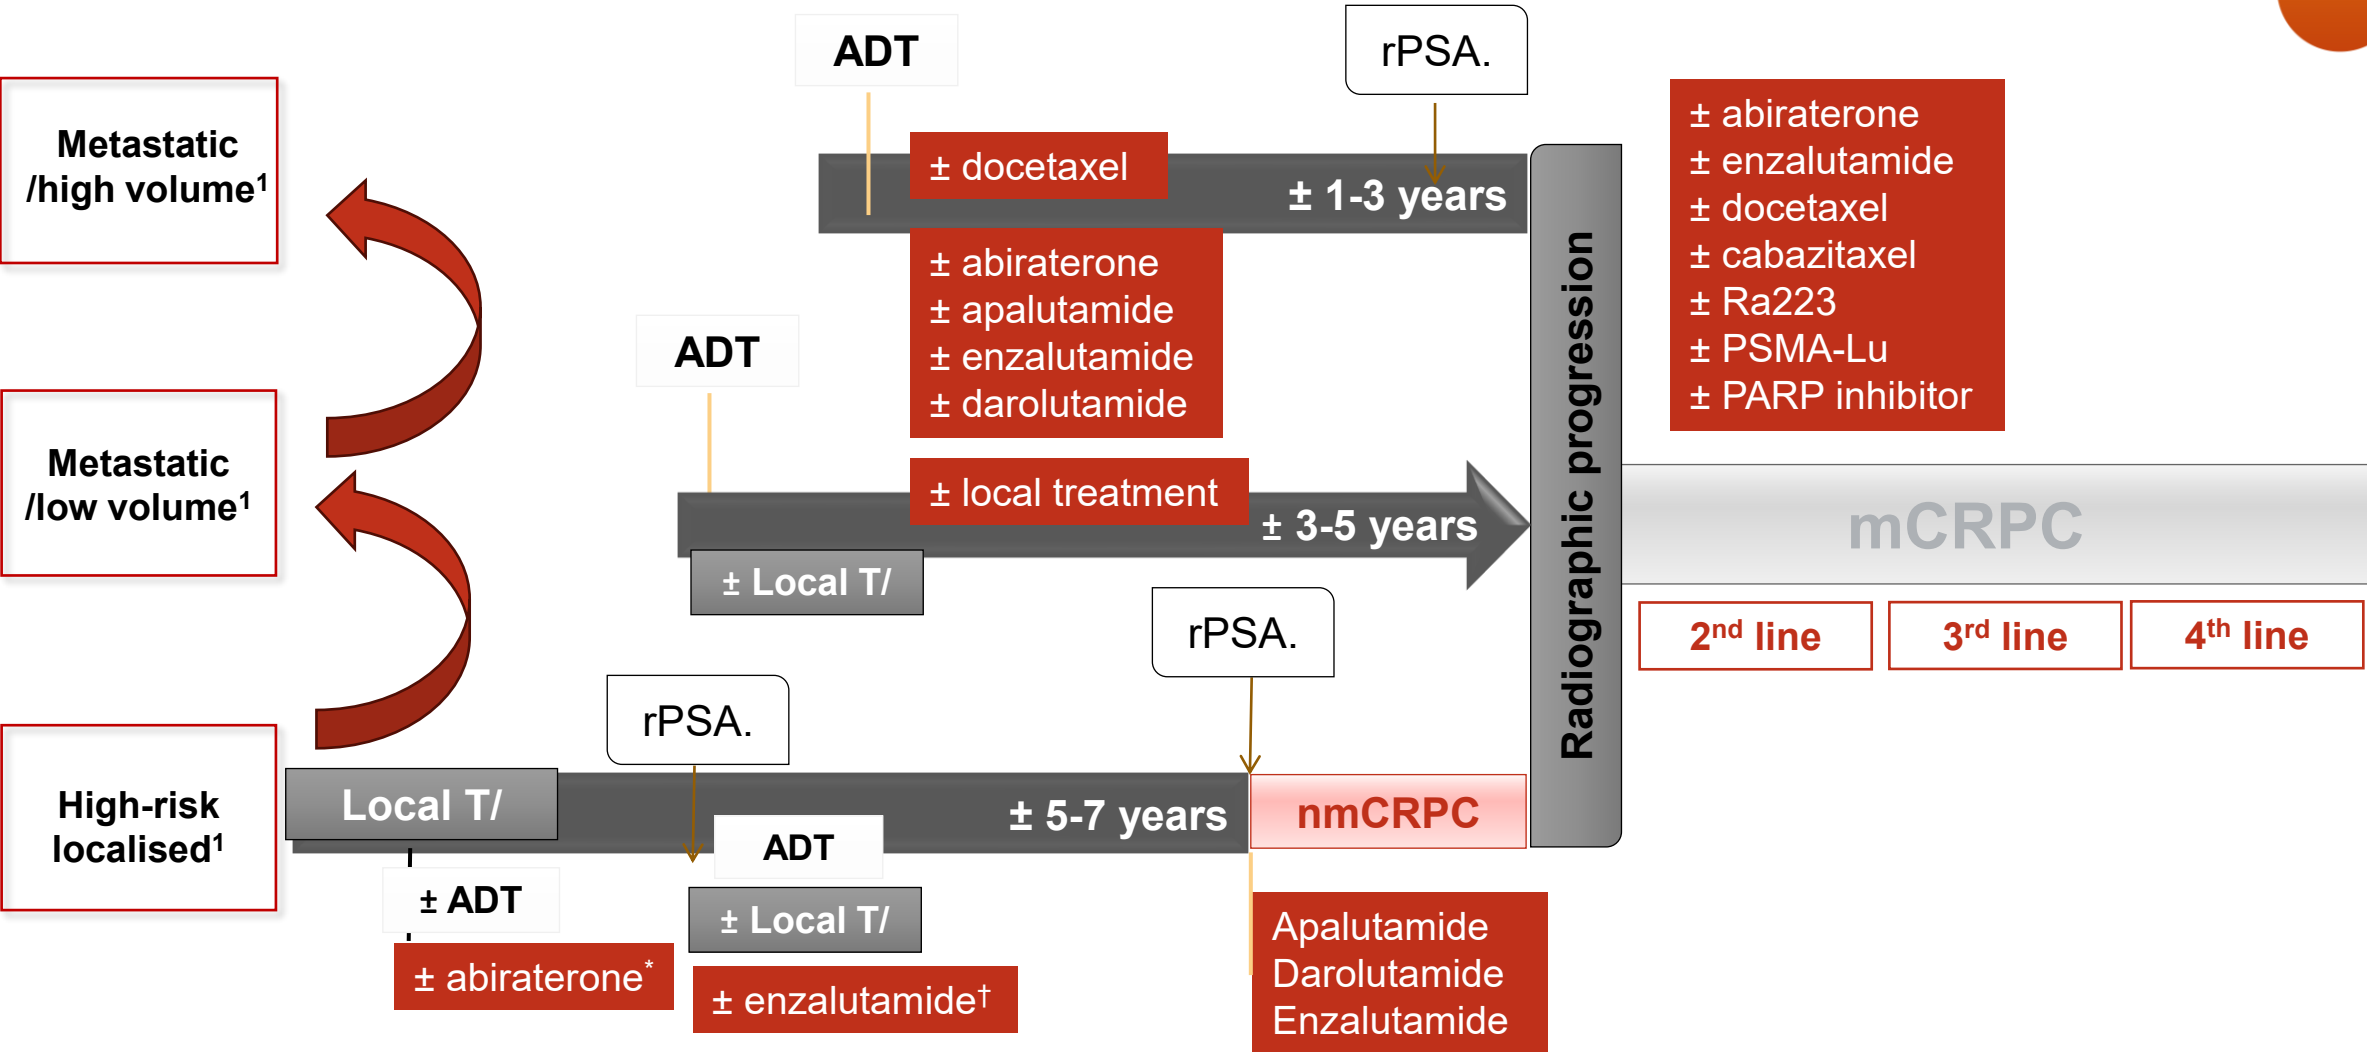 ADT
rPSA.
Metastatic
/high volume¹
± docetaxel
± 1-3 years
± abiraterone
± apalutamide
± enzalutamide
± darolutamide
± abiraterone
± enzalutamide
± docetaxel
± cabazitaxel
± Ra223
± PSMA-Lu
± PARP inhibitor
Radiographic progression
ADT
Metastatic
/low volume¹
± local treatment
± 3-5 years
± Local T/
mCRPC
2nd line
3rd line
4th line
rPSA.
rPSA.
High-risk
localised¹
Local T/
± 5-7 years
nmCRPC
ADT
± ADT
± Local T/
± abiraterone*
± enzalutamide†
Apalutamide
Darolutamide
Enzalutamide